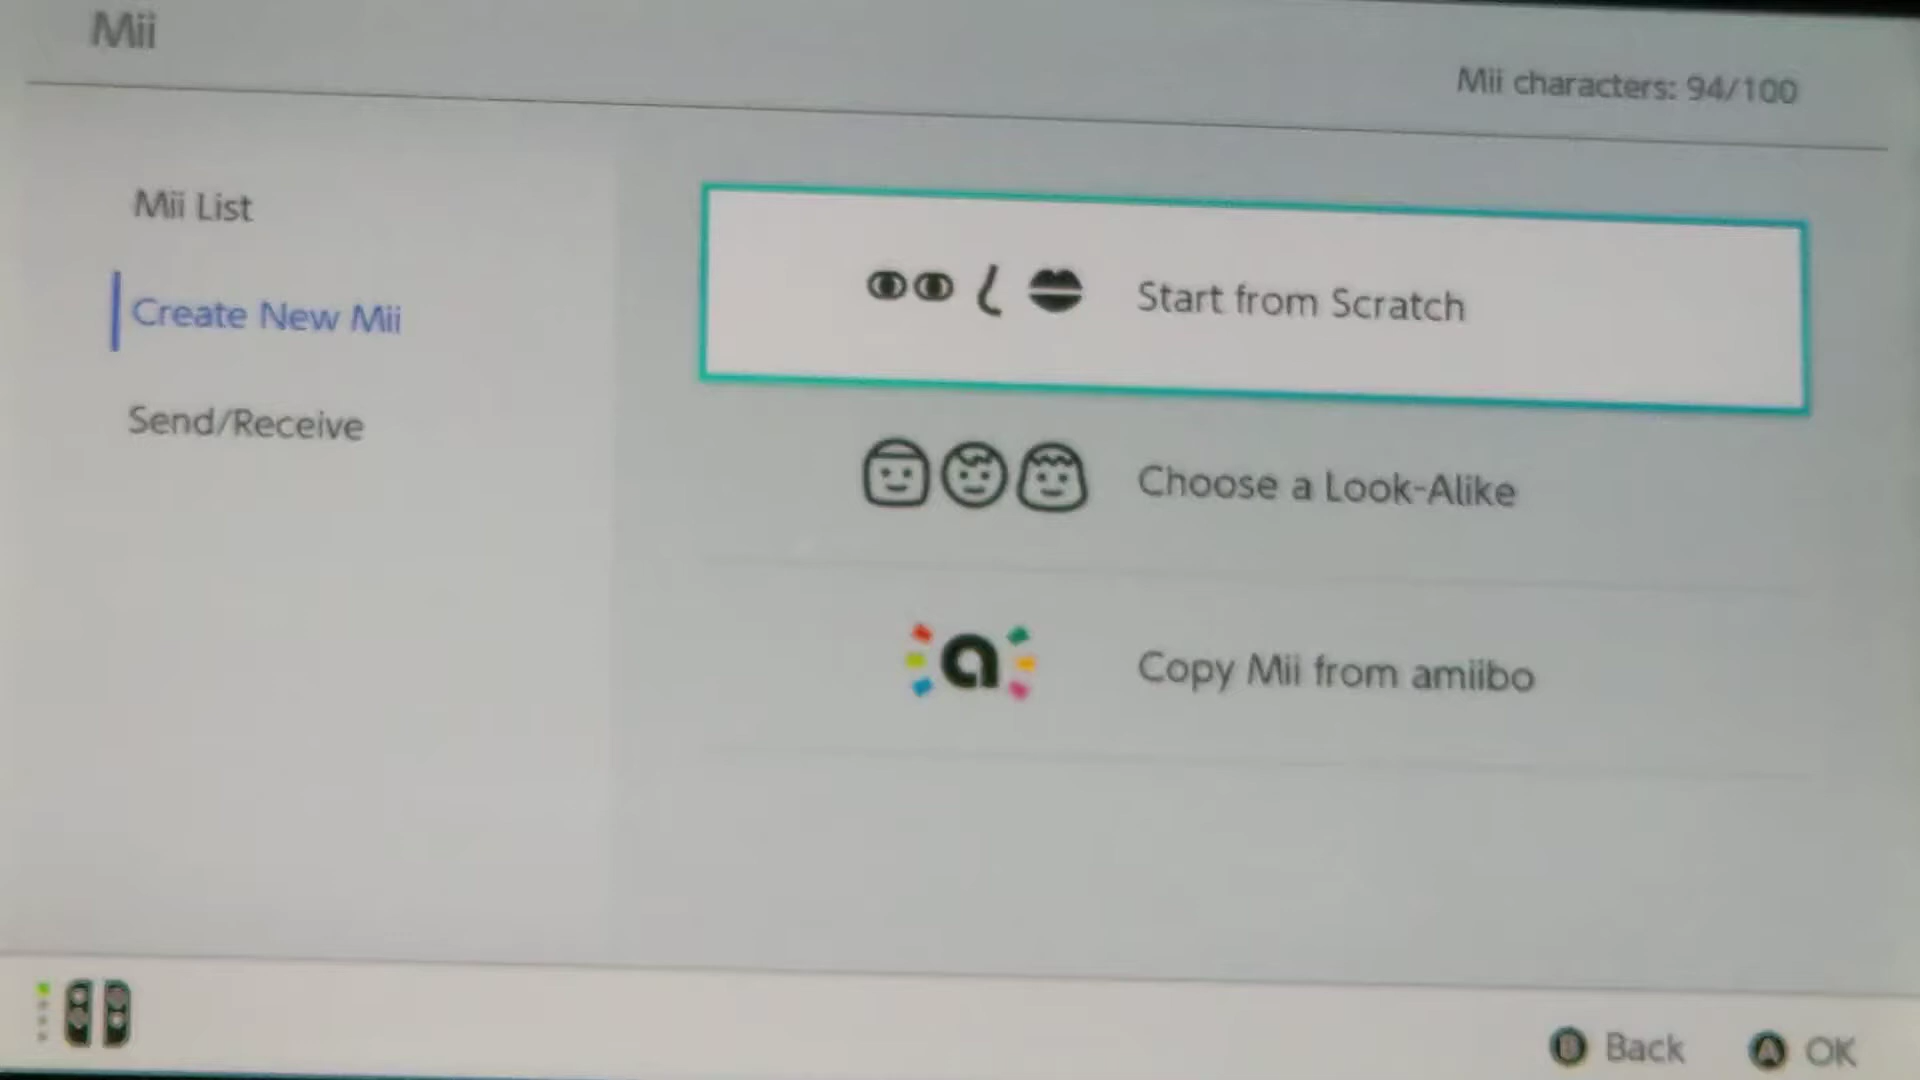 Mii
Mii characters: 94/100
Mii List
Create New Mii
Send/Receive
Start from Scratch
Choose a Look-Alike
Copy Mii from amiibo
B Back
A OK